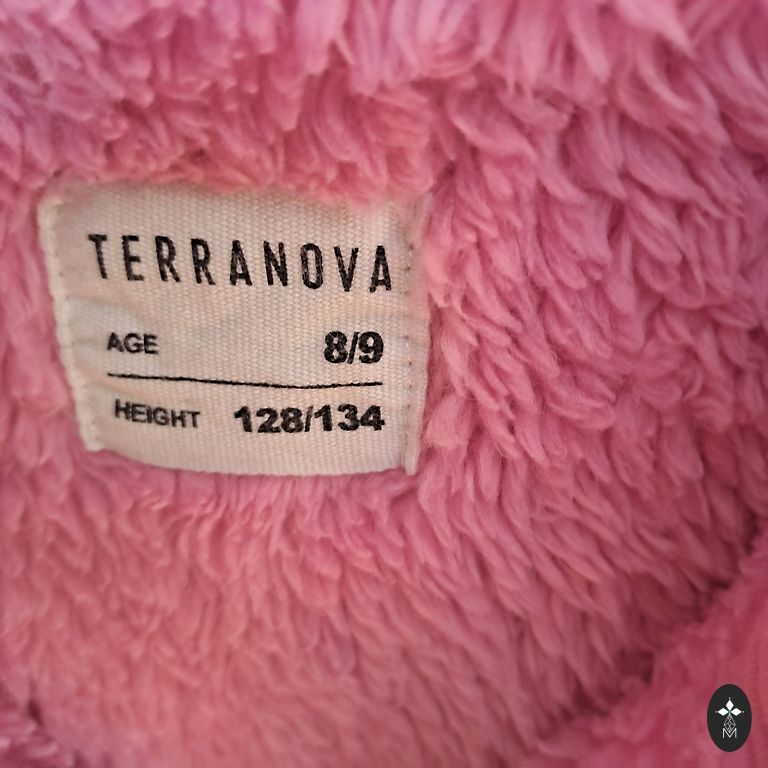 TERRANOVA
AGE 8/9
HEIGHT 128/134
M